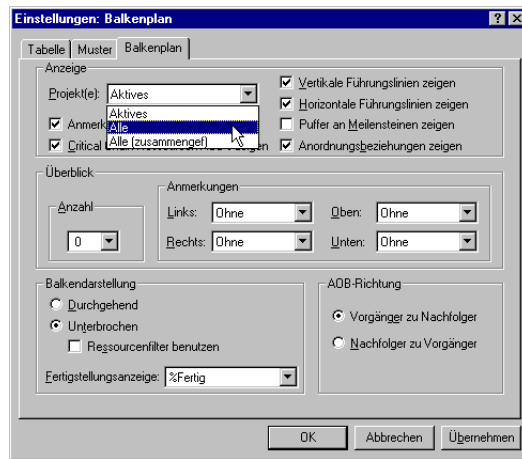 Einstellungen: Balkenplan
Tabelle Muster Balkenplan
Anzeige
Projekt(e): Aktives
Aktives
Alle
Alle (zusammengef)
Anmerk
Critical zeigen
Vertikale Führungslinien zeigen
Horizontale Führungslinien zeigen
Puffer an Meilensteinen zeigen
Anordnungsbeziehungen zeigen
Überblick
Anzahl
0
Anmerkungen
Links: Ohne
Oben: Ohne
Rechts: Ohne
Unten: Ohne
Balkendarstellung
Durchgehend
Unterbrochen
Ressourcenfilter benutzen
Fertigstellungsanzeige: %Fertig
AOB-Richtung
Vorgänger zu Nachfolger
Nachfolger zu Vorgänger
OK Abbrechen Übernehmen